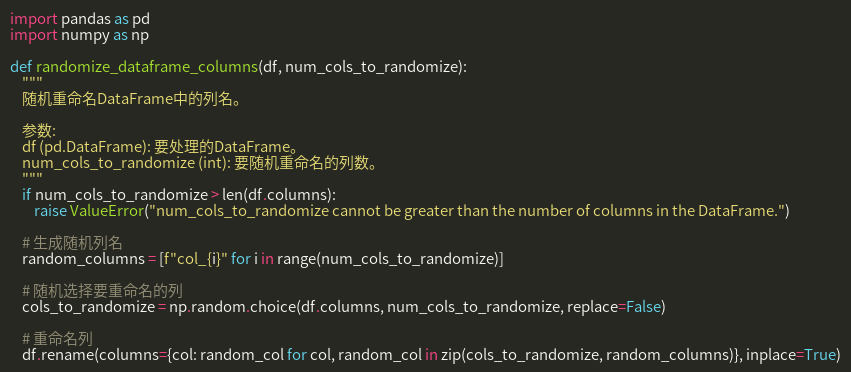 import pandas as pd
import numpy as np
def randomize_dataframe_columns(df, num_cols_to_randomize):
"""
随机重命名DataFrame中的列名。
参数:
df (pd.DataFrame): 要处理的DataFrame。
num_cols_to_randomize (int): 要随机重命名的列数。
"""
if num_cols_to_randomize > len(df.columns):
raise ValueError("num_cols_to_randomize cannot be greater than the number of columns in the DataFrame.")
# 生成随机列名
random_columns = [f"col_{i}" for i in range(num_cols_to_randomize)]
# 随机选择要重命名的列
cols_to_randomize = np.random.choice(df.columns, num_cols_to_randomize, replace=False)
# 重命名列
df.rename(columns={col: random_col for col, random_col in zip(cols_to_randomize, random_columns)}, inplace=True)